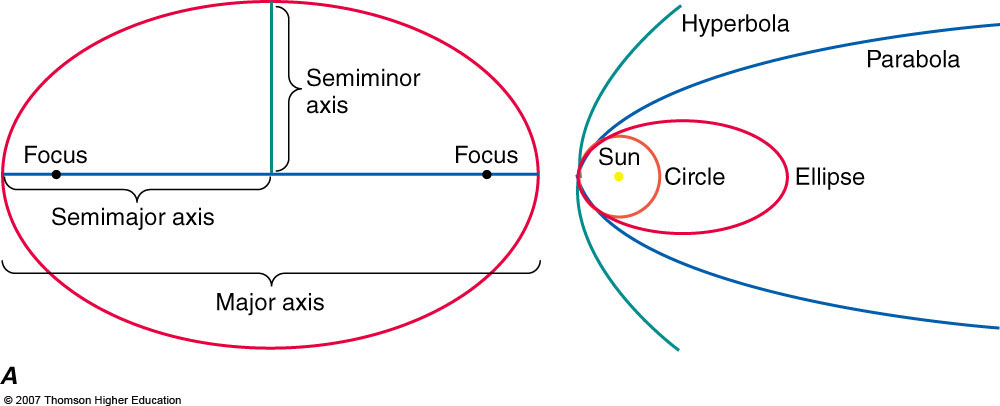 Semiminor
axis
Focus
Focus
Semimajor axis
Major axis
Hyperbola
Parabola
Sun
Circle
Ellipse
A
© 2007 Thomson Higher Education